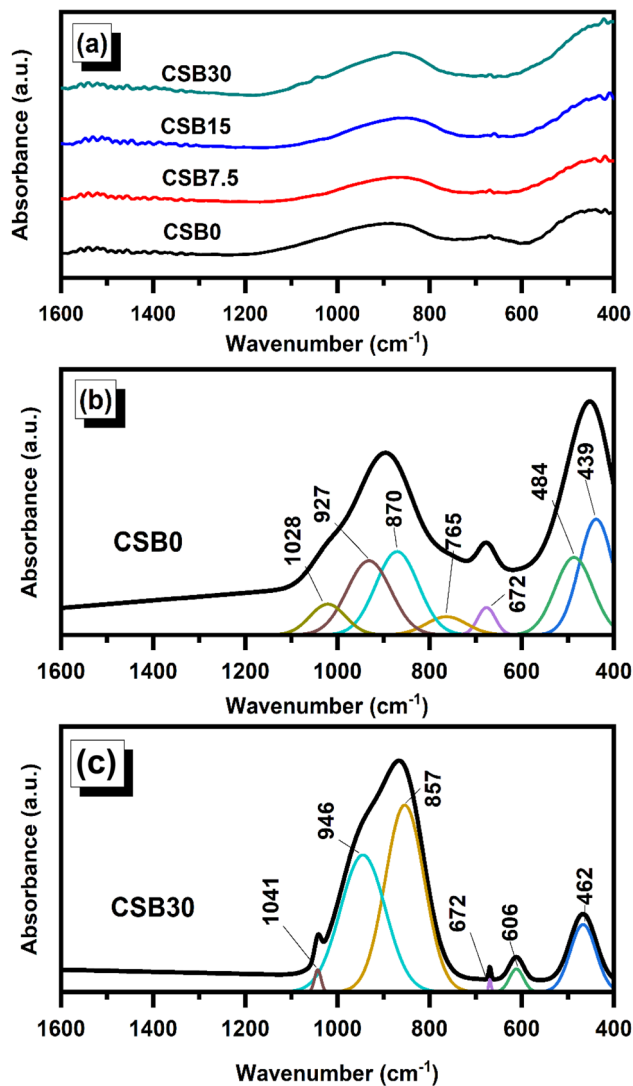 (a)
CSB30
CSB15
CSB7.5
CSB0
Absorbance (a.u.)
1600 1400 1200 1000 800 600 400
Wavenumber (cm-1)
(b)
CSB0
1028
927
870
765
672
484
439
Absorbance (a.u.)
1600 1400 1200 1000 800 600 400
Wavenumber (cm-1)
(c)
CSB30
1041
946
857
672
606
462
Absorbance (a.u.)
1600 1400 1200 1000 800 600 400
Wavenumber (cm-1)